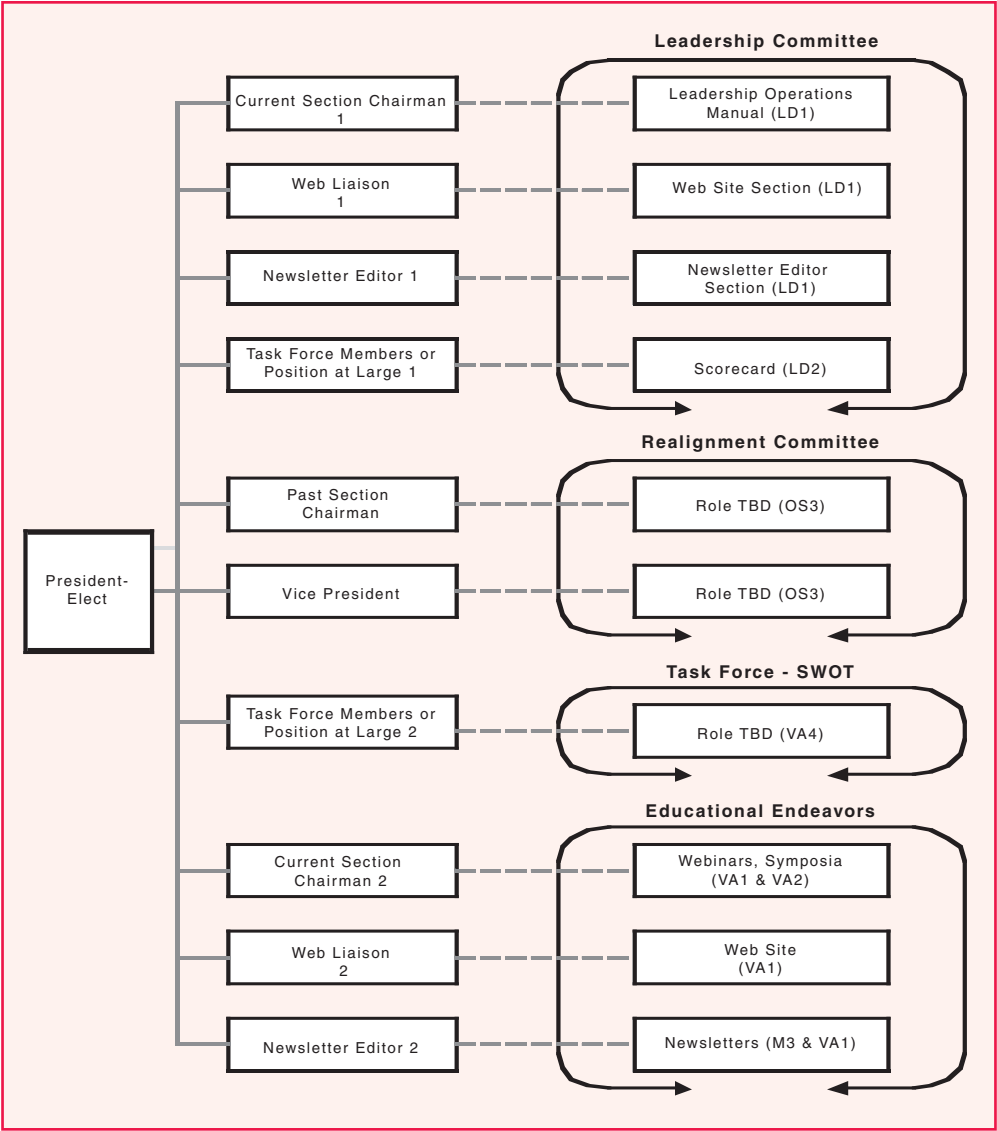 Leadership Committee
Current Section Chairman
1
Leadership Operations
Manual (LD1)
Web Liaison
1
Web Site Section (LD1)
Newsletter Editor 1
Newsletter Editor
Section (LD1)
Task Force Members or
Position at Large 1
Scorecard (LD2)
Realignment Committee
Past Section
Chairman
Role TBD (OS3)
President-
Elect
Vice President
Role TBD (OS3)
Task Force - SWOT
Task Force Members or
Position at Large 2
Role TBD (VA4)
Educational Endeavors
Current Section
Chairman 2
Webinars, Symposia
(VA1 & VA2)
Web Liaison
2
Web Site
(VA1)
Newsletter Editor 2
Newsletters (M3 & VA1)